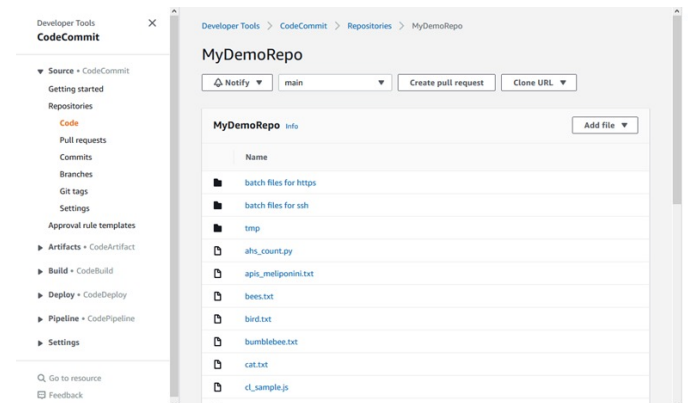 Developer Tools
CodeCommit
Source • CodeCommit
Getting started
Repositories
Code
Pull requests
Commits
Branches
Git tags
Settings
Approval rule templates
Artifacts • CodeArtifact
Build • CodeBuild
Deploy • CodeDeploy
Pipeline • CodePipeline
Settings
Go to resource
Feedback
Developer Tools > CodeCommit > Repositories > MyDemoRepo
MyDemoRepo
Notify main Create pull request Clone URL
MyDemoRepo Info Add file
Name
batch files for https
batch files for ssh
tmp
ahs_count.py
apis_meliponini.txt
bees.txt
bird.txt
bumblebee.txt
cat.txt
cl_sample.js